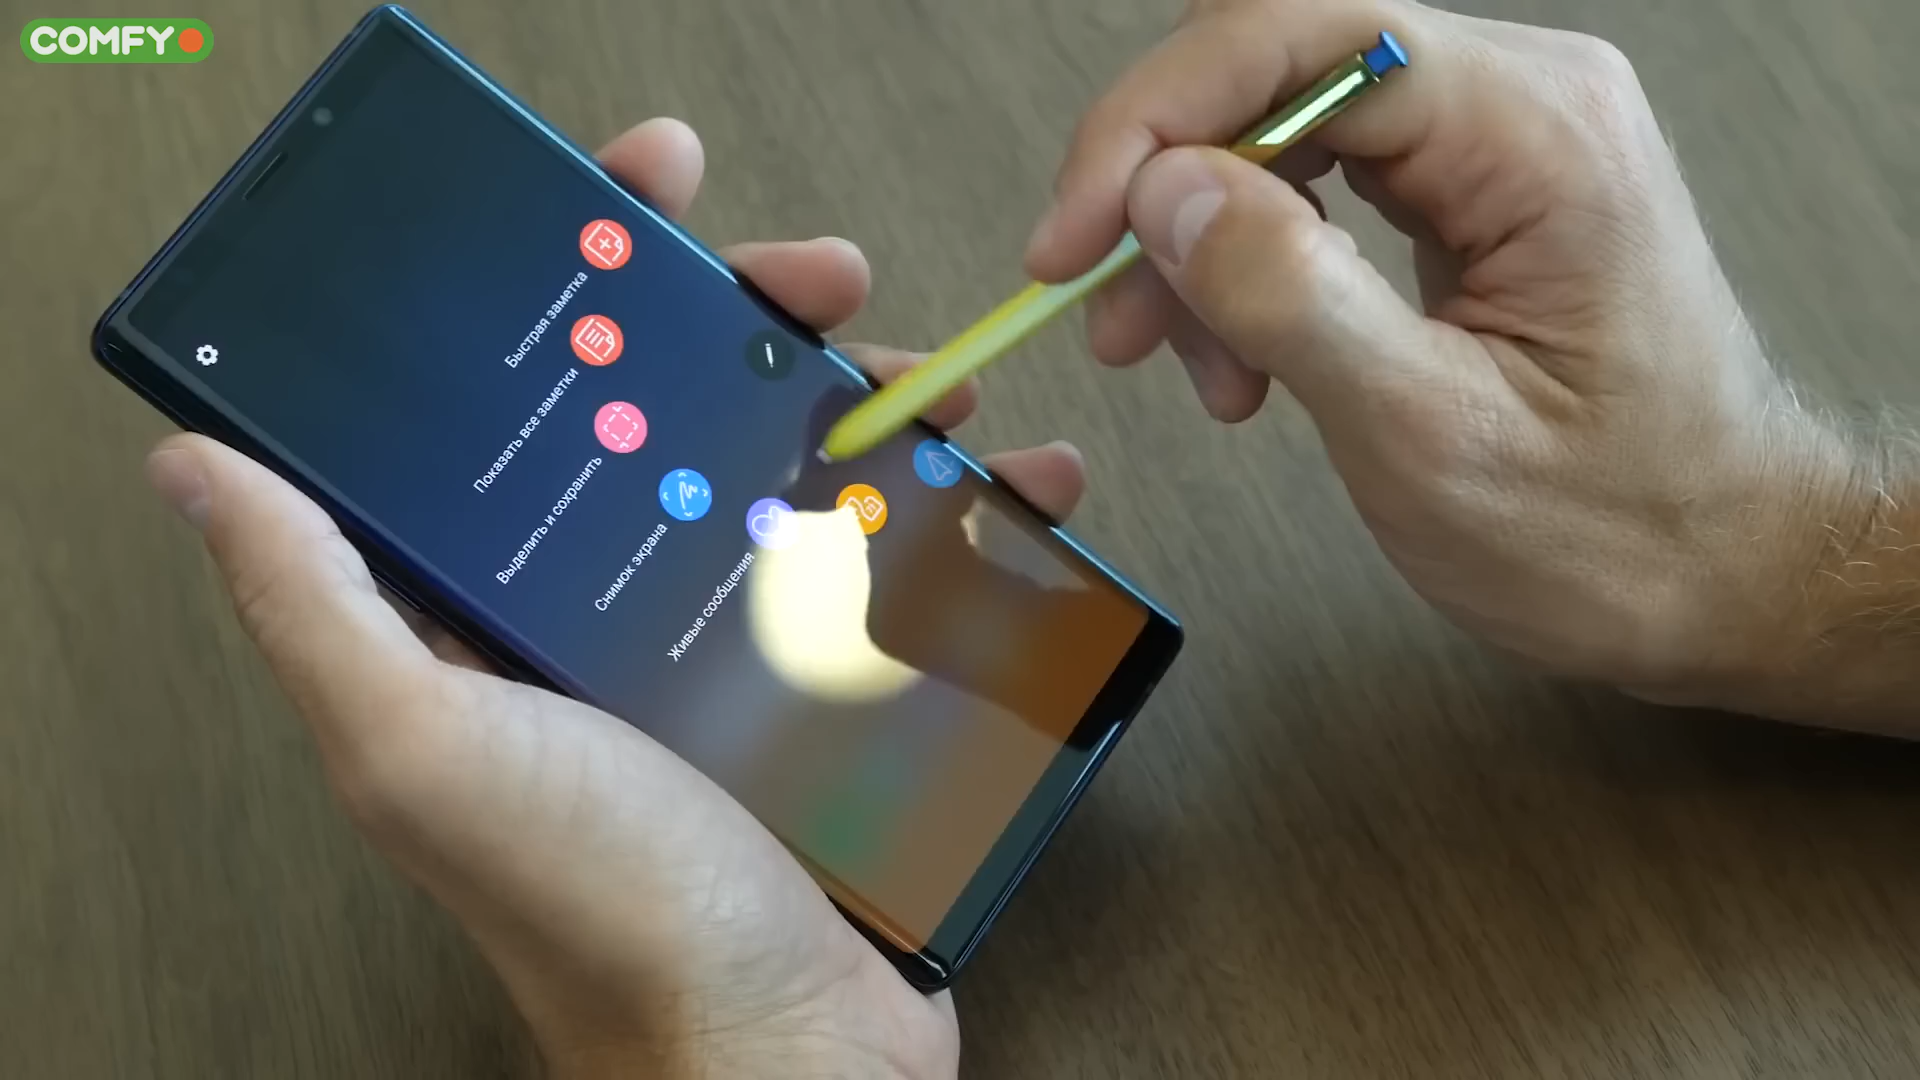 COMFY
Быстрая заметка
Показать все заметки
Выделить и сохранить
Снимок экрана
Живые сообщения